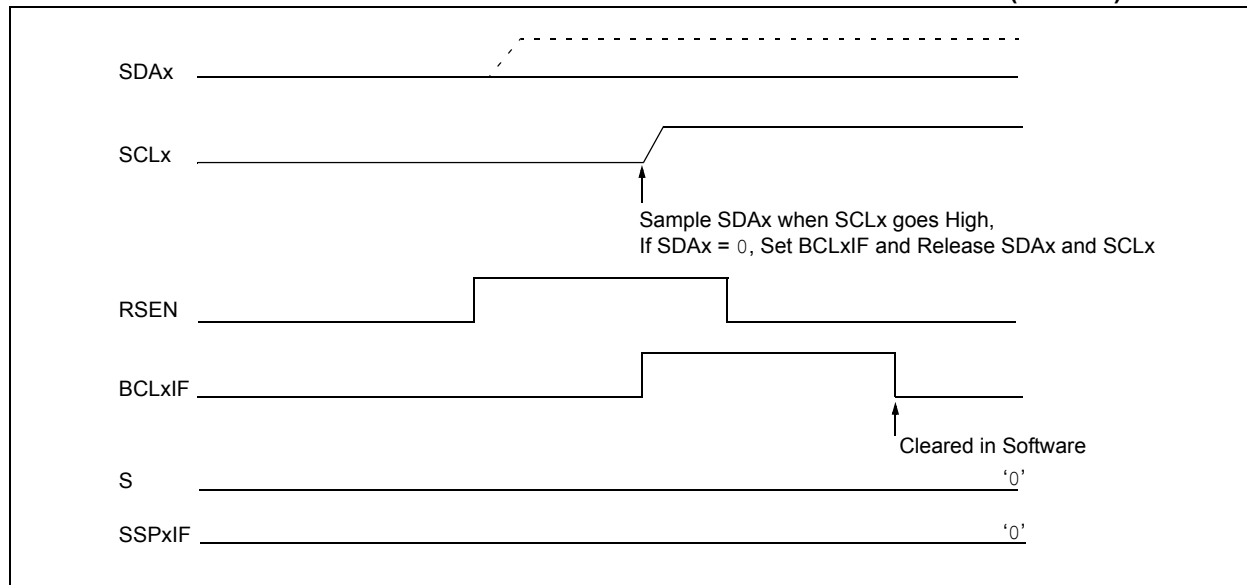 SDAx
SCLx
Sample SDAx when SCLx goes High,
If SDAx = 0, Set BCLxIF and Release SDAx and SCLx
RSEN
BCLxIF
Cleared in Software
S
‘0’
SSPxIF
‘0’